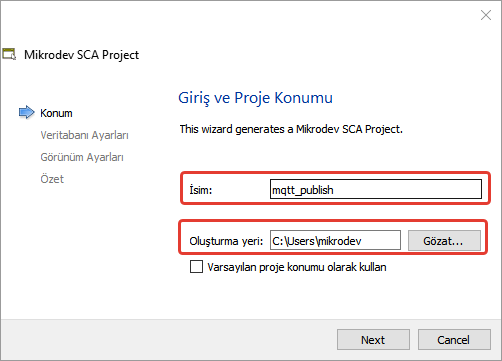 Mikrodev SCA Project
Giriş ve Proje Konumu
Konum
Veritabanı Ayarları
Görünüm Ayarları
Özet
This wizard generates a Mikrodev SCA Project.
İsim: mqtt_publish
Oluşturma yeri: C:\Users\mikrodev Gözat...
Varsayılan proje konumu olarak kullan
Next Cancel